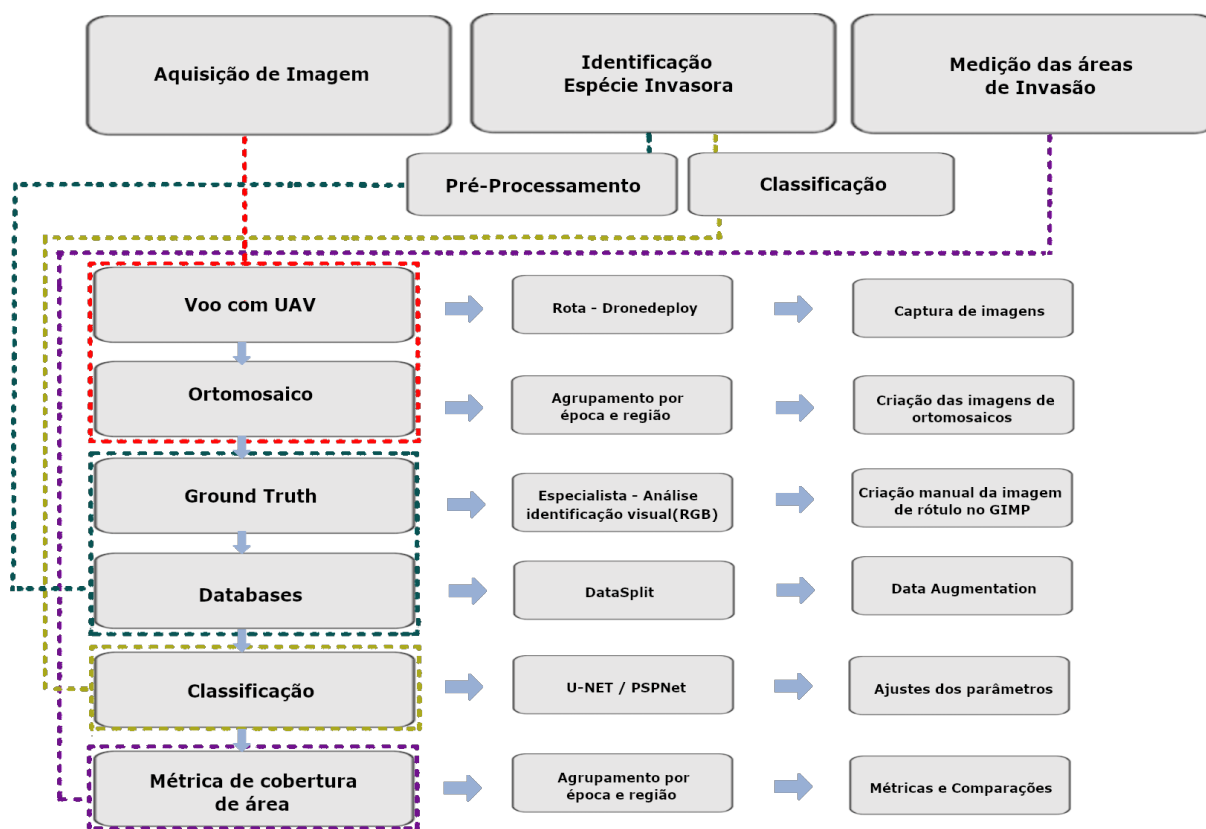 Aquisição de Imagem
Identificação
Espécie Invasora
Medição das áreas
de Invasão
Pré-Processamento
Classificação
Voo com UAV
Rota - Dronedeploy
Captura de imagens
Ortomosaico
Agrupamento por
época e região
Criação das imagens de
ortomosaicos
Ground Truth
Especialista - Análise
identificação visual(RGB)
Criação manual da imagem
de rótulo no GIMP
Databases
DataSplit
Data Augmentation
Classificação
U-NET / PSPNet
Ajustes dos parâmetros
Métrica de cobertura
de área
Agrupamento por
época e região
Métricas e Comparações